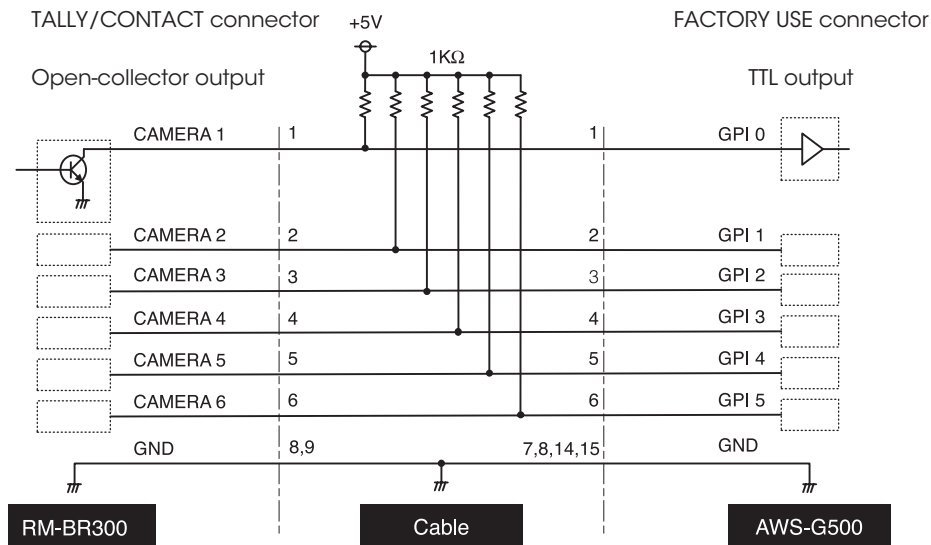 TALLY/CONTACT connector
+5V
FACTORY USE connector
Open-collector output
1KΩ
TTL output
CAMERA 1 1 1 GPI 0
CAMERA 2 2 2 GPI 1
CAMERA 3 3 3 GPI 2
CAMERA 4 4 4 GPI 3
CAMERA 5 5 5 GPI 4
CAMERA 6 6 6 GPI 5
GND 8,9 7,8,14,15 GND
RM-BR300 Cable AWS-G500